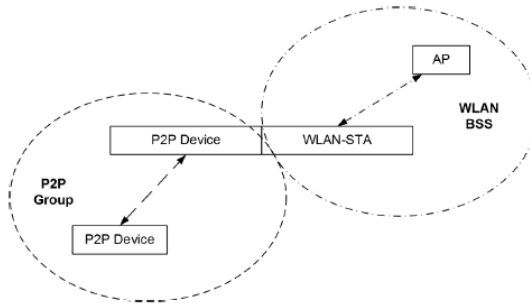 AP
WLAN
BSS
P2P Device
WLAN-STA
P2P
Group
P2P Device